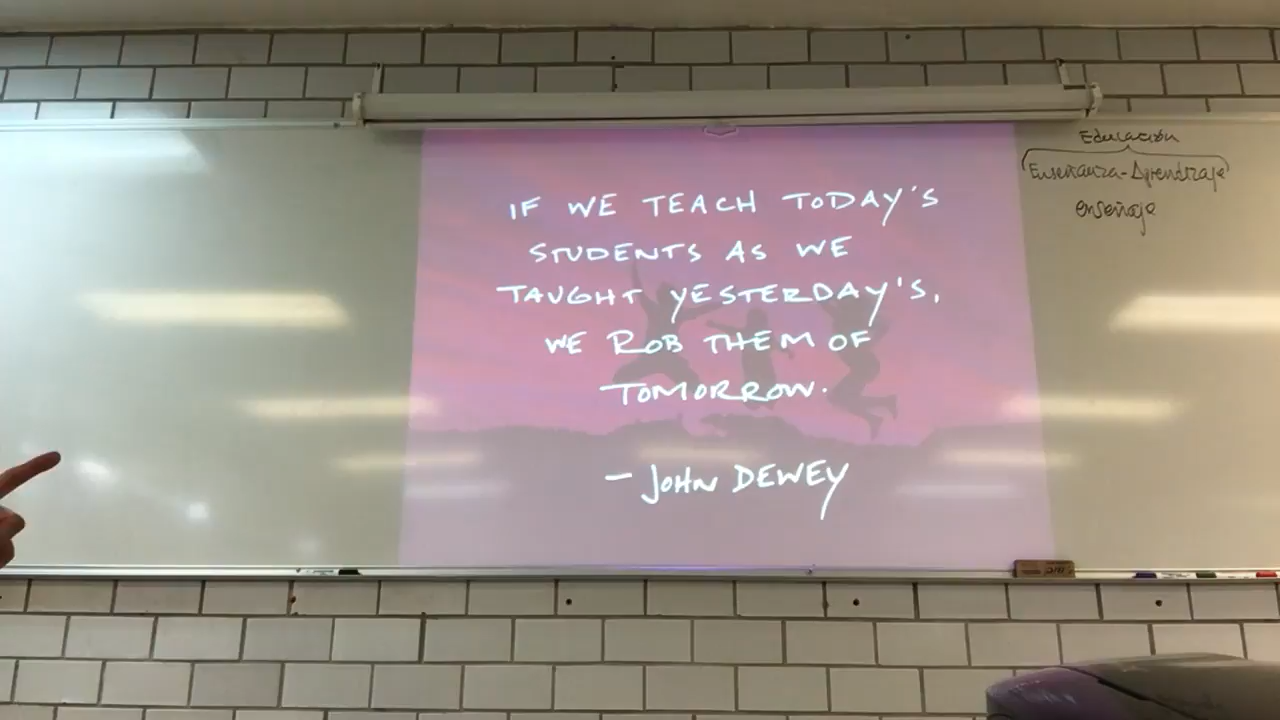 IF WE TEACH TODAY'S
STUDENTS AS WE
TAUGHT YESTERDAY'S,
WE ROB THEM OF
TOMORROW.
- JOHN DEWEY
Educación
Enseñanza-Aprendizaje
enseñaje